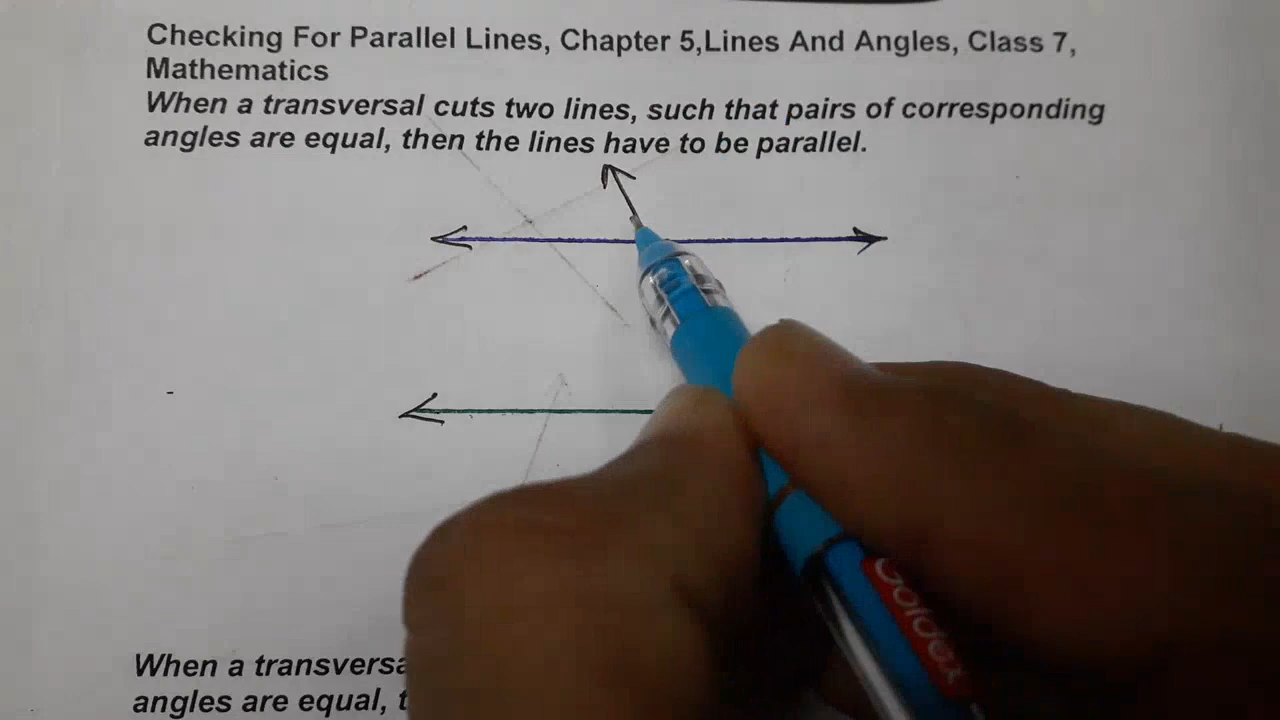 Checking For Parallel Lines, Chapter 5,Lines And Angles, Class 7,
Mathematics
When a transversal cuts two lines, such that pairs of corresponding
angles are equal, then the lines have to be parallel.
Goldex
When a transversa
angles are equal, t